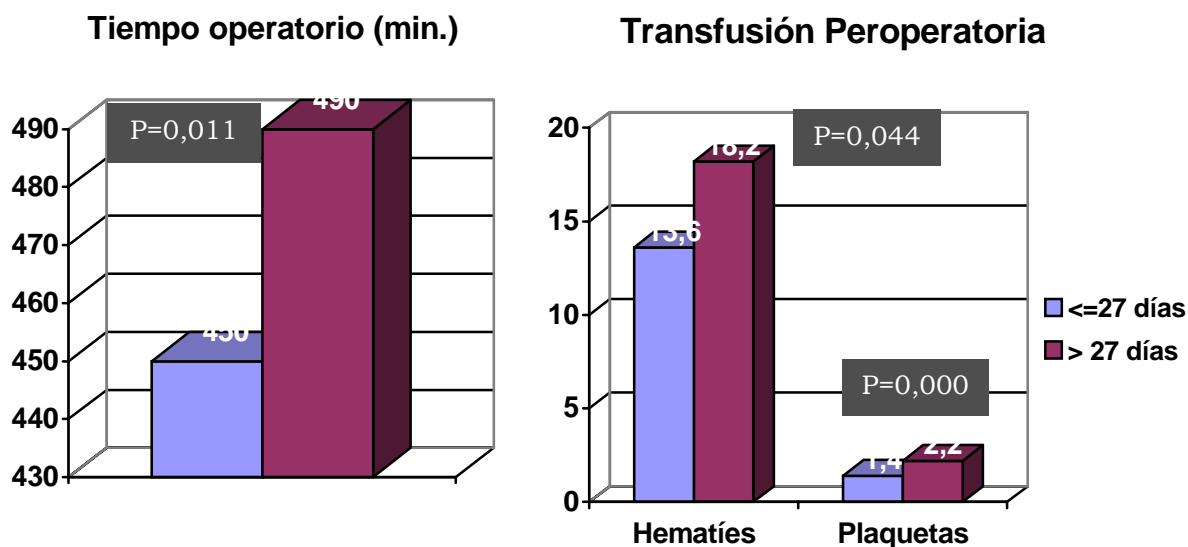 Tiempo operatorio (min.)
490
P=0,011
490
480
470
460
450
450
440
430
Transfusión Peroperatoria
20
P=0,044
18,2
15
13,6
10
<=27 días
> 27 días
P=0,000
5
2,2
1,4
0
Hematíes
Plaquetas